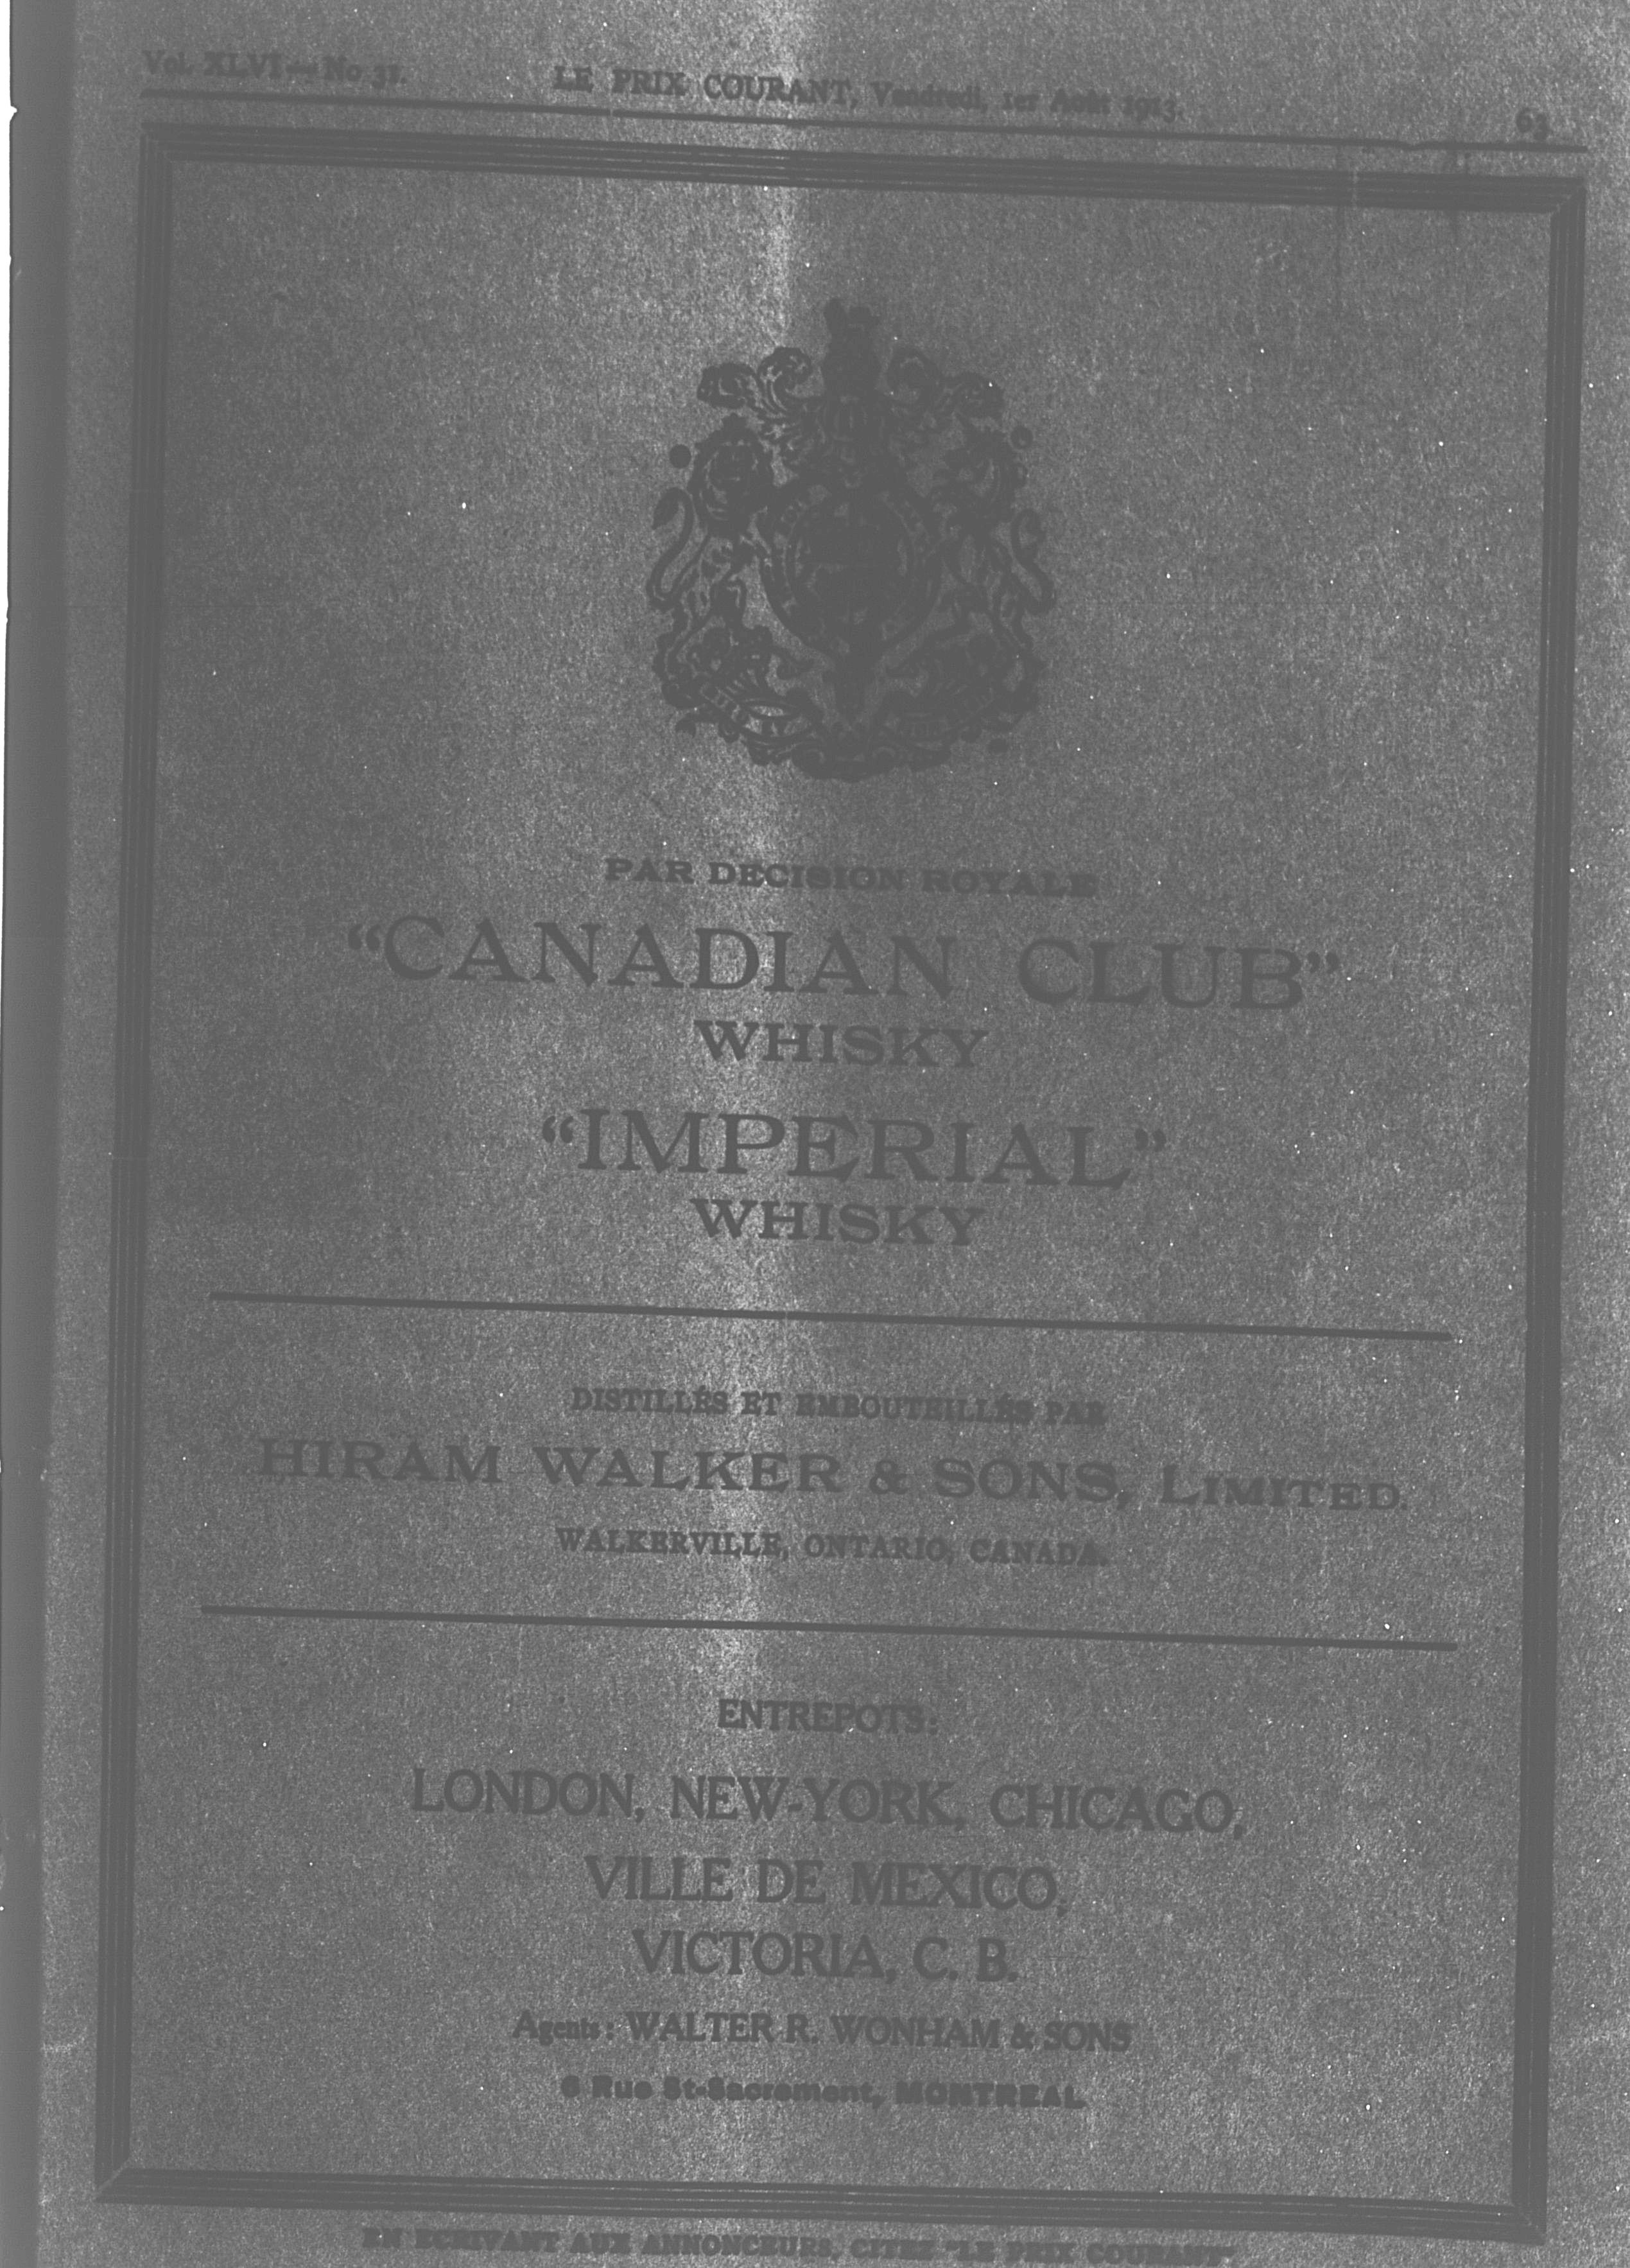 Vol. XLVI — No 31.
LE PRIX COURANT, Vendredi, 1er Août 1913.
63
PAR DECISION ROYALE
“CANADIAN CLUB”
WHISKY
“IMPERIAL”
WHISKY
DISTILLÉS ET EMBOUTEILLÉS PAR
HIRAM WALKER & SONS, LIMITED.
WALKERVILLE, ONTARIO, CANADA.
ENTREPOTS:
LONDON, NEW-YORK, CHICAGO,
VILLE DE MEXICO,
VICTORIA, C. B.
Agents: WALTER R. WONHAM & SONS
6 Rue St-Sacrement, MONTREAL
EN ECRIVANT AUX ANNONCEURS, CITEZ “LE PRIX COURANT”